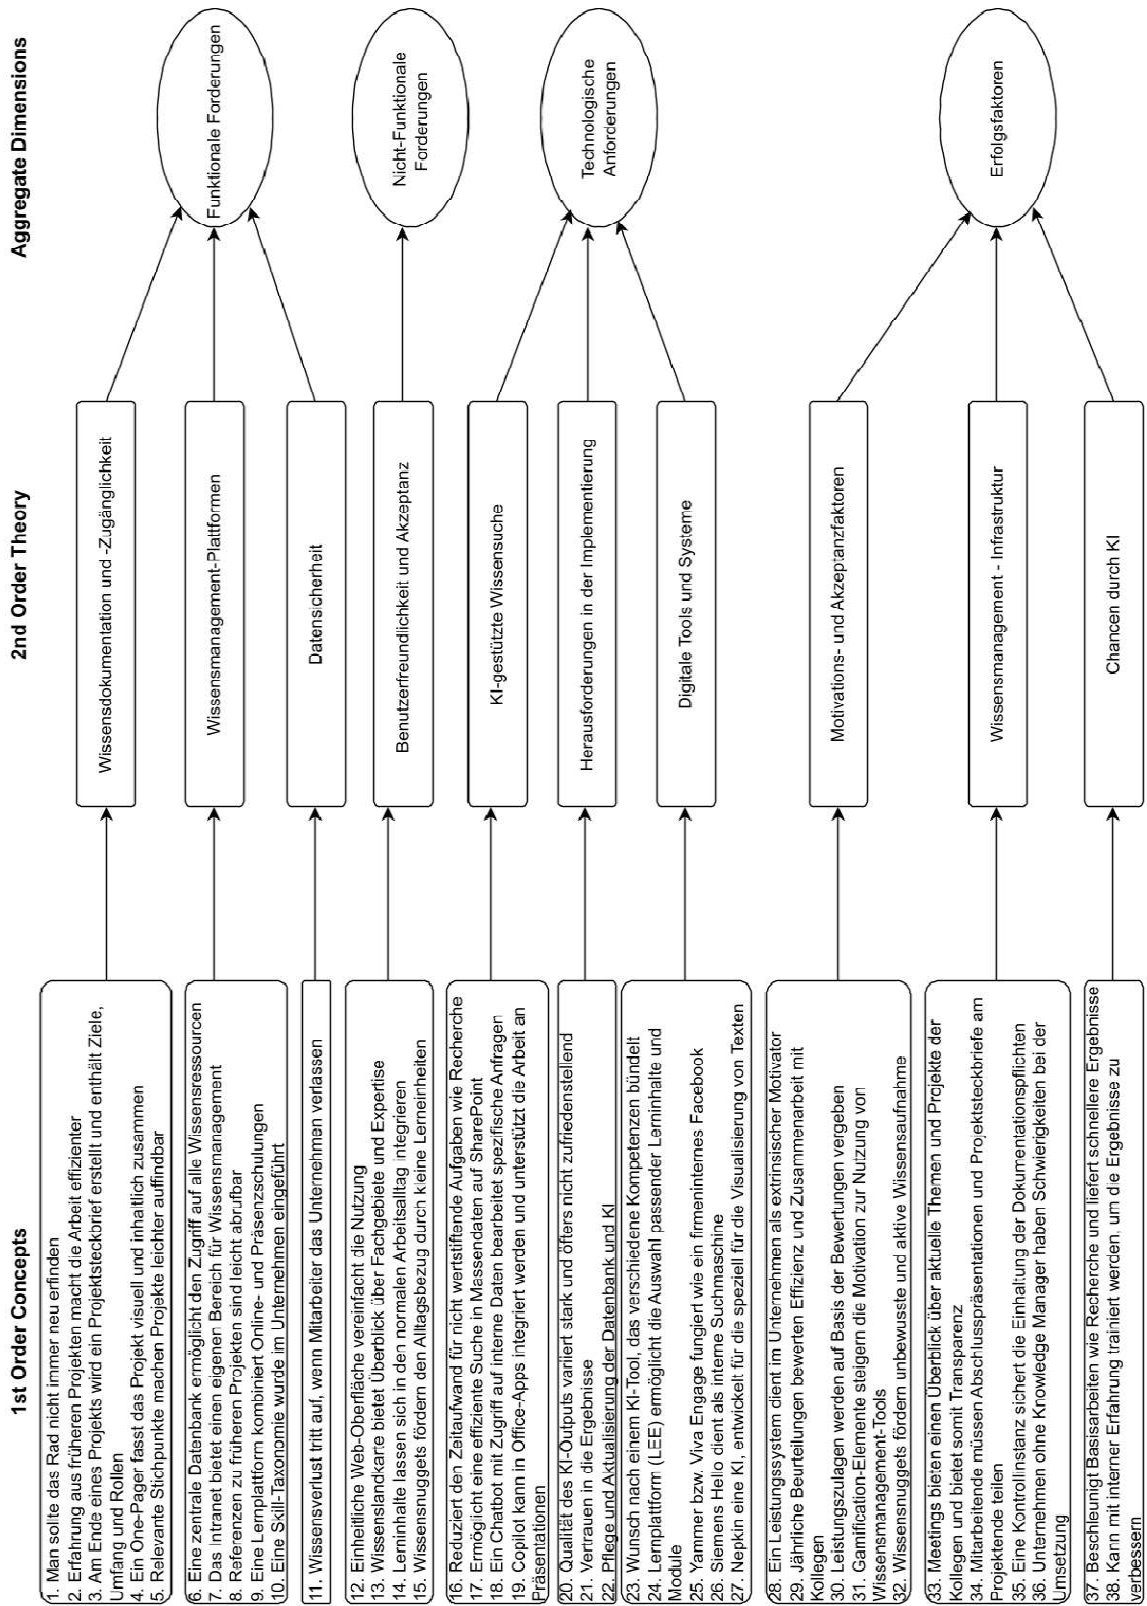 1st Order Concepts
2nd Order Theory
Aggregate Dimensions
1. Man sollte das Rad nicht immer neu erfinden
2. Erfahrung aus früheren Projekten macht die Arbeit effizienter
3. Am Ende eines Projekts wird ein Projektsteckbrief erstellt und enthält Ziele,
Umfang und Rollen
4. Ein One-Pager fasst das Projekt visuell und inhaltlich zusammen
5. Relevante Stichpunkte machen Projekte leichter auffindbar
Wissensdokumentation und -Zugänglichkeit
Funktionale Forderungen
6. Eine zentrale Datenbank ermöglicht den Zugriff auf alle Wissensressourcen
7. Das Intranet bietet einen eigenen Bereich für Wissensmanagement
8. Referenzen zu früheren Projekten sind leicht abrufbar
9. Eine Lernplattform kombiniert Online- und Präsenzschulungen
10. Eine Skill-Taxonomie wurde im Unternehmen eingeführt
Wissensmanagement-Plattformen
11. Wissensverlust tritt auf, wenn Mitarbeiter das Unternehmen verlassen
Datensicherheit
12. Einheitliche Web-Oberfläche vereinfacht die Nutzung
13. Wissenslandkarte bietet Überblick über Fachgebiete und Expertise
14. Lerninhalte lassen sich in den normalen Arbeitsalltag integrieren
15. Wissensnuggets fördern den Alltagsbezug durch kleine Lerneinheiten
Benutzerfreundlichkeit und Akzeptanz
Nicht-Funktionale
Forderungen
16. Reduziert den Zeitaufwand für nicht wertstiftende Aufgaben wie Recherche
17. Ermöglicht eine effiziente Suche in Massendaten auf SharePoint
18. Ein Chatbot mit Zugriff auf interne Daten bearbeitet spezifische Anfragen
19. Copilot kann in Office-Apps integriert werden und unterstützt die Arbeit an
Präsentationen
KI-gestützte Wissensuche
20. Qualität des KI-Outputs variiert stark und öfters nicht zufriedenstellend
21. Vertrauen in die Ergebnisse
22. Pflege und Aktualisierung der Datenbank und KI
Herausforderungen in der Implementierung
Technologische
Anforderungen
23. Wunsch nach einem KI-Tool, das verschiedene Kompetenzen bündelt
24. Lernplattform (LEE) ermöglicht die Auswahl passender Lerninhalte und
Module
25. Yammer bzw. Viva Engage fungiert wie ein firmeninternes Facebook
26. Siemens Hello dient als interne Suchmaschine
27. Nepkin eine KI, entwickelt für die speziell für die Visualisierung von Texten
Digitale Tools und Systeme
28. Ein Leistungssystem dient im Unternehmen als extrinsischer Motivator
29. Jährliche Beurteilungen bewerten Effizienz und Zusammenarbeit mit
Kollegen
30. Leistungszulagen werden auf Basis der Bewertungen vergeben
31. Gamification-Elemente steigern die Motivation zur Nutzung von
Wissensmanagement-Tools
32. Wissensnuggets fördern unbewusste und aktive Wissensaufnahme
Motivations- und Akzeptanzfaktoren
33. Meetings bieten einen Überblick über aktuelle Themen und Projekte der
Kollegen und bietet somit Transparenz
34. Mitarbeitende müssen Abschlusspräsentationen und Projektsteckbriefe am
Projektende teilen
35. Eine Kontrollinstanz sichert die Einhaltung der Dokumentationspflichten
36. Unternehmen ohne Knowledge Manager haben Schwierigkeiten bei der
Umsetzung
Wissensmanagement - Infrastruktur
Erfolgsfaktoren
37. Beschleunigt Basisarbeiten wie Recherche und liefert schnellere Ergebnisse
38. Kann mit interner Erfahrung trainiert werden, um die Ergebnisse zu
verbessern
Chancen durch KI